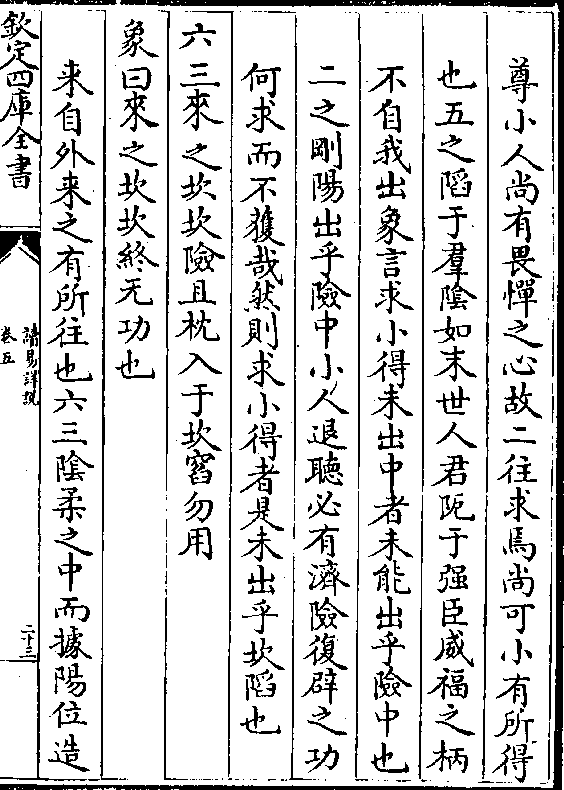 尊小人尚有畏憚之心故二往求焉尚可小有所得
也五之陷于羣隂如末世人君阨于强臣威福之柄
不自我出象言求小得未出中者未能出乎險中也
二之剛陽出乎險中小人退聽必有濟險復辟之功
何求而不獲哉然則求小得者是未出乎坎陷也
六三來之坎坎險且枕入于坎窞勿用
象曰來之坎坎終无功也
来自外来之有所往也六三隂柔之中而據陽位造
欽定四庫全書
讀易詳說
卷五
二十三